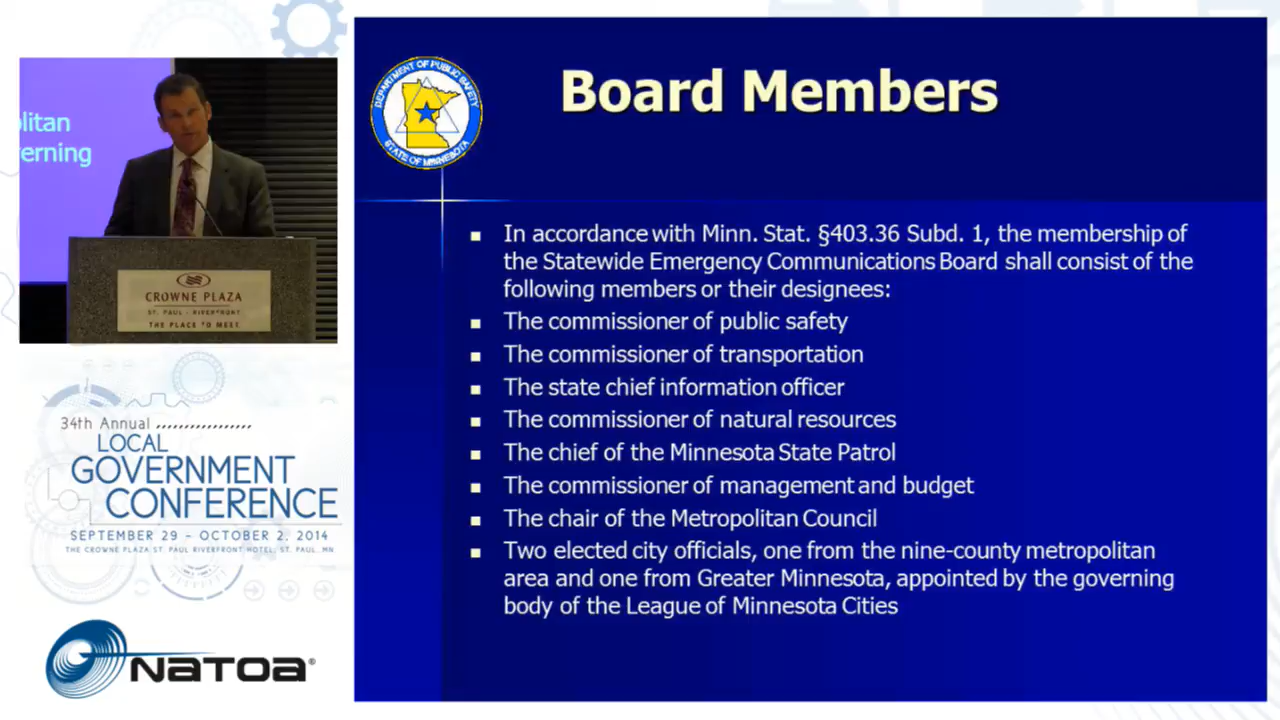 Board Members
DEPARTMENT OF PUBLIC SAFETY
STATE OF MINNESOTA
In accordance with Minn. Stat. §403.36 Subd. 1, the membership of
the Statewide Emergency Communications Board shall consist of the
following members or their designees:
The commissioner of public safety
The commissioner of transportation
The state chief information officer
The commissioner of natural resources
The chief of the Minnesota State Patrol
The commissioner of management and budget
The chair of the Metropolitan Council
Two elected city officials, one from the nine-county metropolitan
area and one from Greater Minnesota, appointed by the governing
body of the League of Minnesota Cities
litan
erning
CROWNE PLAZA
ST. PAUL - RIVERFRONT
THE PLACE TO MEET.
34th Annual
LOCAL
GOVERNMENT
CONFERENCE
SEPTEMBER 29 - OCTOBER 2, 2014
THE CROWNE PLAZA ST. PAUL RIVERFRONT HOTEL, ST. PAUL, MN
NATOA®